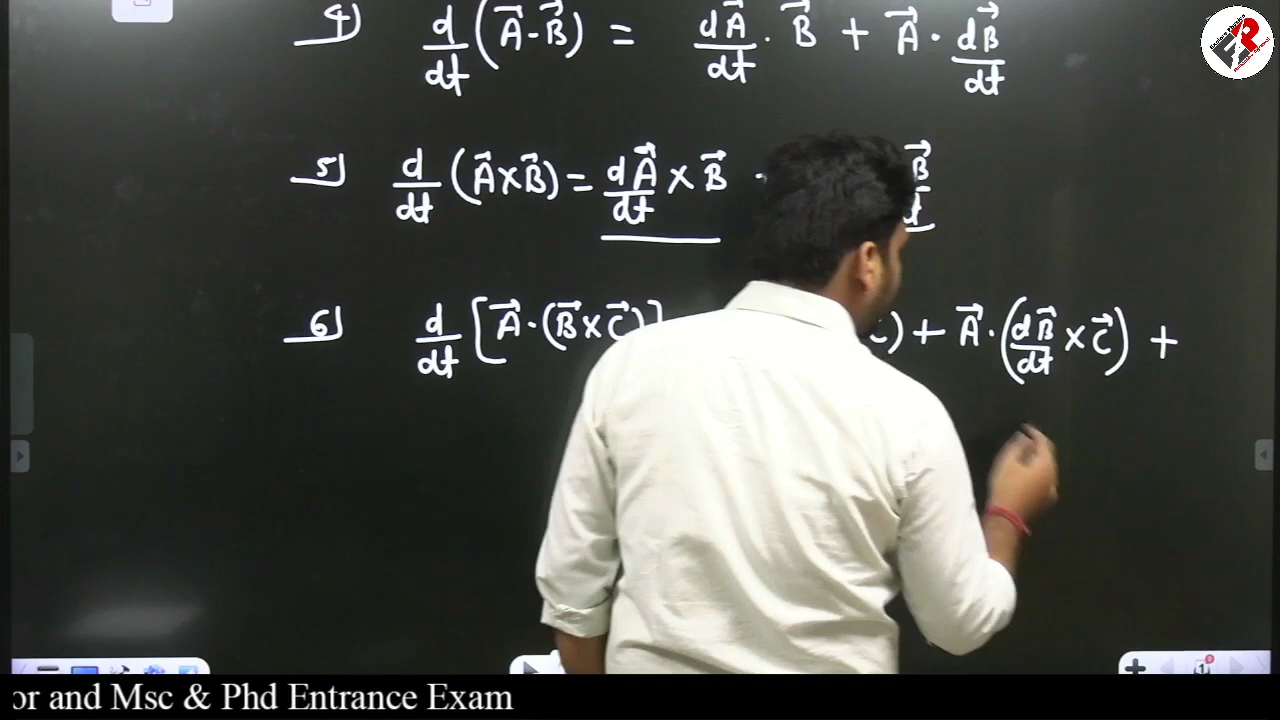 4) d/dt (A⃗ · B⃗) = dA⃗/dt · B⃗ + A⃗ · dB⃗/dt
5) d/dt (A⃗ × B⃗) = dA⃗/dt × B⃗ B⃗
6) d/dt [A⃗ · (B⃗ × C⃗)] ) + A⃗ · (dB⃗/dt × C⃗) +
or and Msc & Phd Entrance Exam